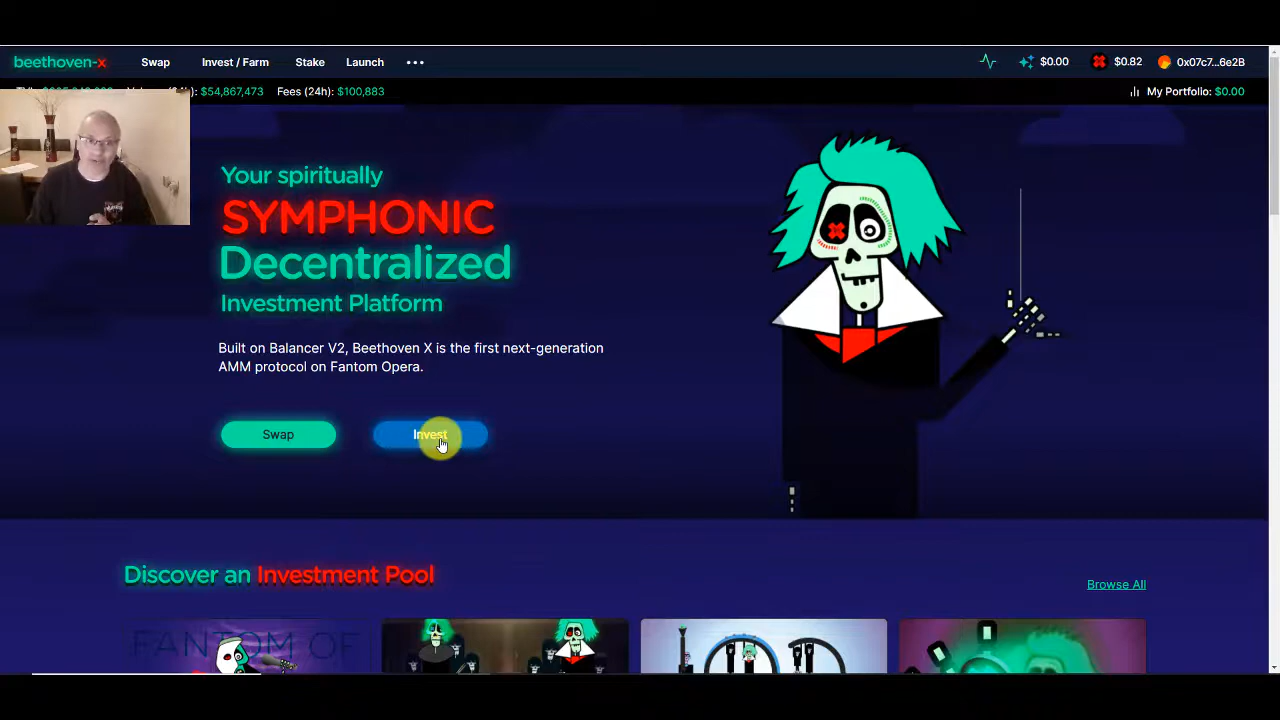 beethoven-x Swap Invest / Farm Stake Launch ••• $0.00 $0.82 0x07c7...6e2B
$54,867,473 Fees (24h): $100,883 My Portfolio: $0.00
Your spiritually
SYMPHONIC
Decentralized
Investment Platform
Built on Balancer V2, Beethoven X is the first next-generation
AMM protocol on Fantom Opera.
Swap Invest
Discover an Investment Pool
Browse All
FANTOM OF